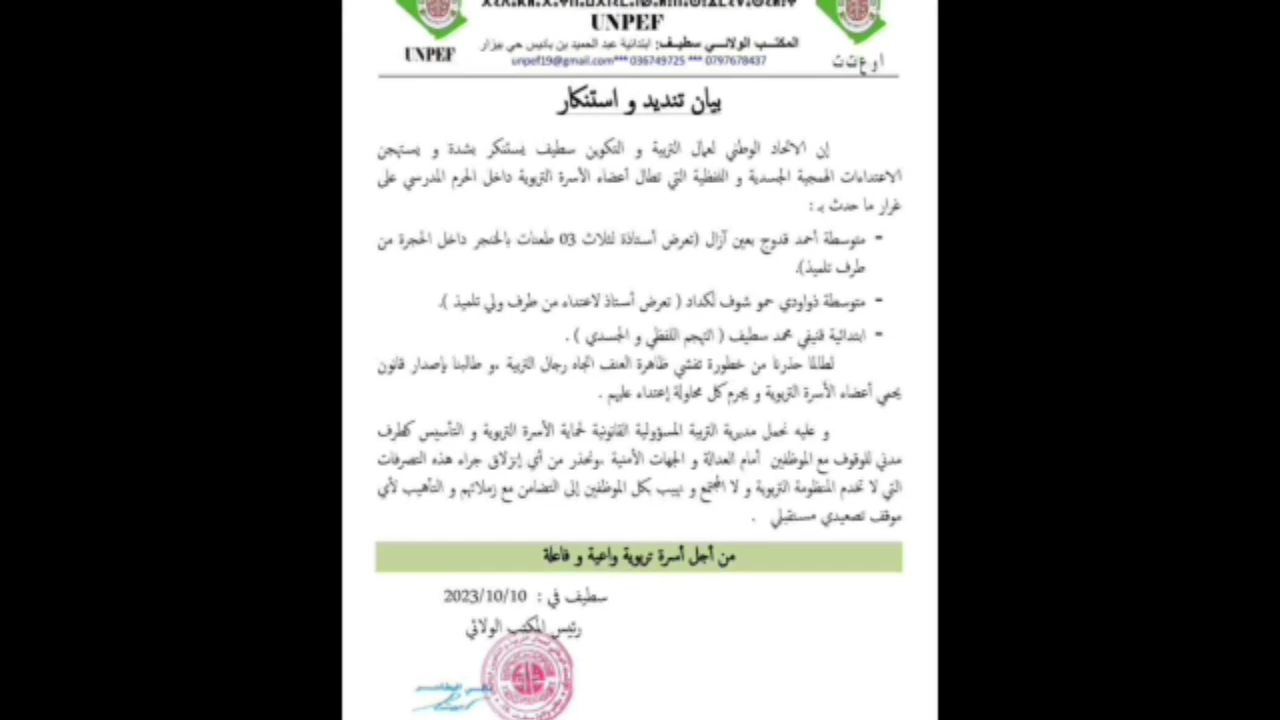 UNPEF
المكتب الولائي سطيف: ابتدائية عبد الحميد بن باديس حي بيزار
unpef19@gmail.com*** 036749725 *** 0797678437
UNPEF
ا و ع ت ت
بيان تنديد و استنكار
إن الاتحاد الوطني لعمال التربية و التكوين سطيف يستنكر بشدة و يستهجن
الاعتداءات الهمجية الجسدية و اللفظية التي تطال أعضاء الأسرة التربوية داخل الحرم المدرسي على
غرار ما حدث بـ :
- متوسطة أحمد قدوج بعين آزال (تعرض أستاذة لثلاث 03 طعنات بالخنجر داخل الحجرة من
طرف تلميذ).
- متوسطة ذواودي حمو شوف لكداد ( تعرض أستاذ لاعتداء من طرف ولي تلميذ ).
- ابتدائية قنيفي محمد سطيف ( التهجم اللفظي و الجسدي ) .
لطالما حذرنا من خطورة تفشي ظاهرة العنف اتجاه رجال التربية ،و طالبنا بإصدار قانون
يحمي أعضاء الأسرة التربوية و يجرم كل محاولة إعتداء عليهم .
و عليه نحمل مديرية التربية المسؤولية القانونية لحماية الأسرة التربوية و التأسيس كطرف
مدني للوقوف مع الموظفين أمام العدالة و الجهات الأمنية ،ونحذر من أي إنزلاق جراء هذه التصرفات
التي لا تخدم المنظومة التربوية و لا المجتمع و نهيب بكل الموظفين إلى التضامن مع زملائهم و التأهب لأي
موقف تصعيدي مستقبلي .
من أجل أسرة تربوية واعية و فاعلة
سطيف في : 2023/10/10
رئيس المكتب الولائي